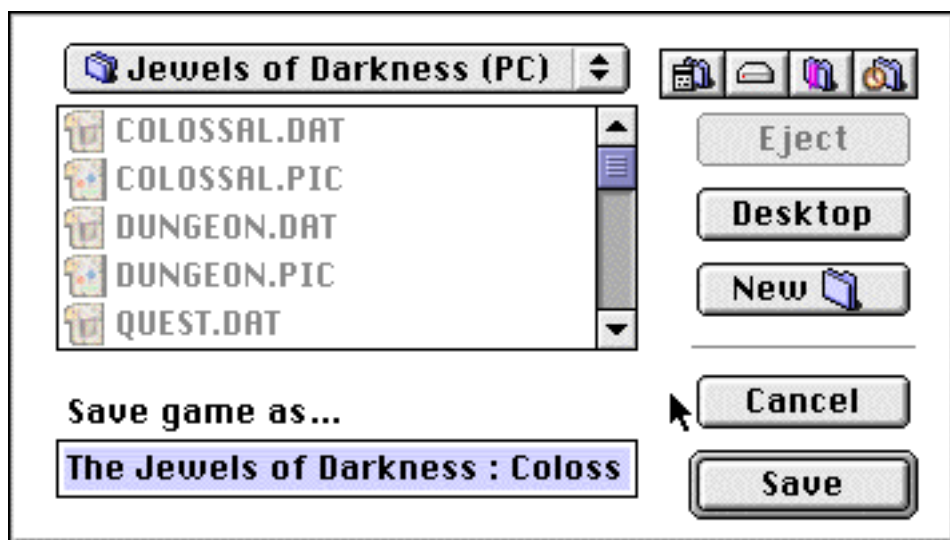 Jewels of Darkness (PC)
COLOSSAL.DAT
COLOSSAL.PIC
DUNGEON.DAT
DUNGEON.PIC
QUEST.DAT
Save game as...
The Jewels of Darkness : Coloss
Eject
Desktop
New
Cancel
Save